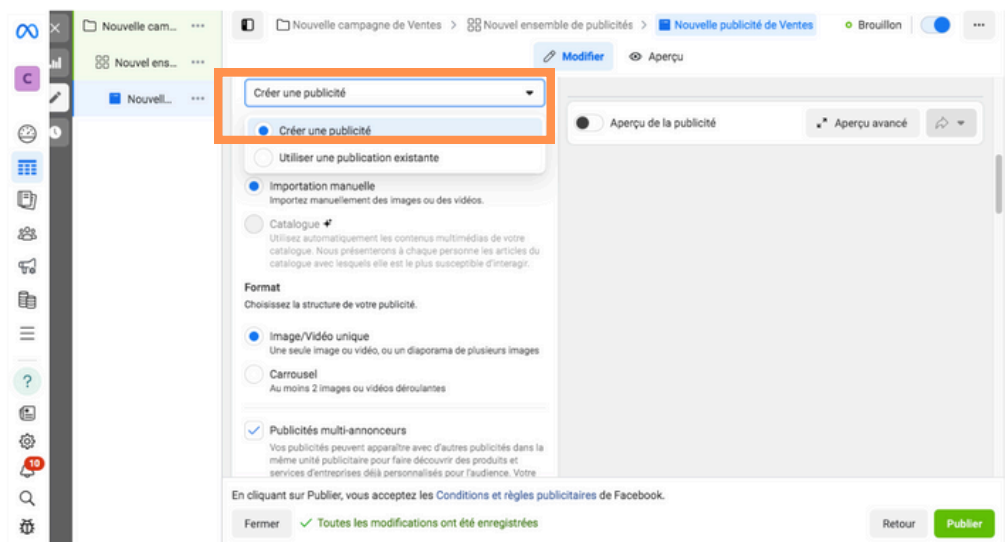 Nouvelle cam... ···
Nouvel ens... ···
Nouvell... ···
C
10
?
Nouvelle campagne de Ventes > Nouvel ensemble de publicités > Nouvelle publicité de Ventes
Brouillon
Modifier
Aperçu
Créer une publicité
Créer une publicité
Utiliser une publication existante
Importation manuelle
Importez manuellement des images ou des vidéos.
Catalogue
Utilisez automatiquement les contenus multimédias de votre
catalogue. Nous présenterons à chaque personne les articles du
catalogue avec lesquels elle est le plus susceptible d'interagir.
Format
Choisissez la structure de votre publicité.
Image/Vidéo unique
Une seule image ou vidéo, ou un diaporama de plusieurs images
Carrousel
Au moins 2 images ou vidéos déroulantes
Publicités multi-annonceurs
Vos publicités peuvent apparaître avec d'autres publicités dans la
même unité publicitaire pour faire découvrir des produits et
services d'entreprises déjà personnalisés pour l'audience. Votre
Aperçu de la publicité
Aperçu avancé
En cliquant sur Publier, vous acceptez les Conditions et règles publicitaires de Facebook.
Fermer
Toutes les modifications ont été enregistrées
Retour
Publier